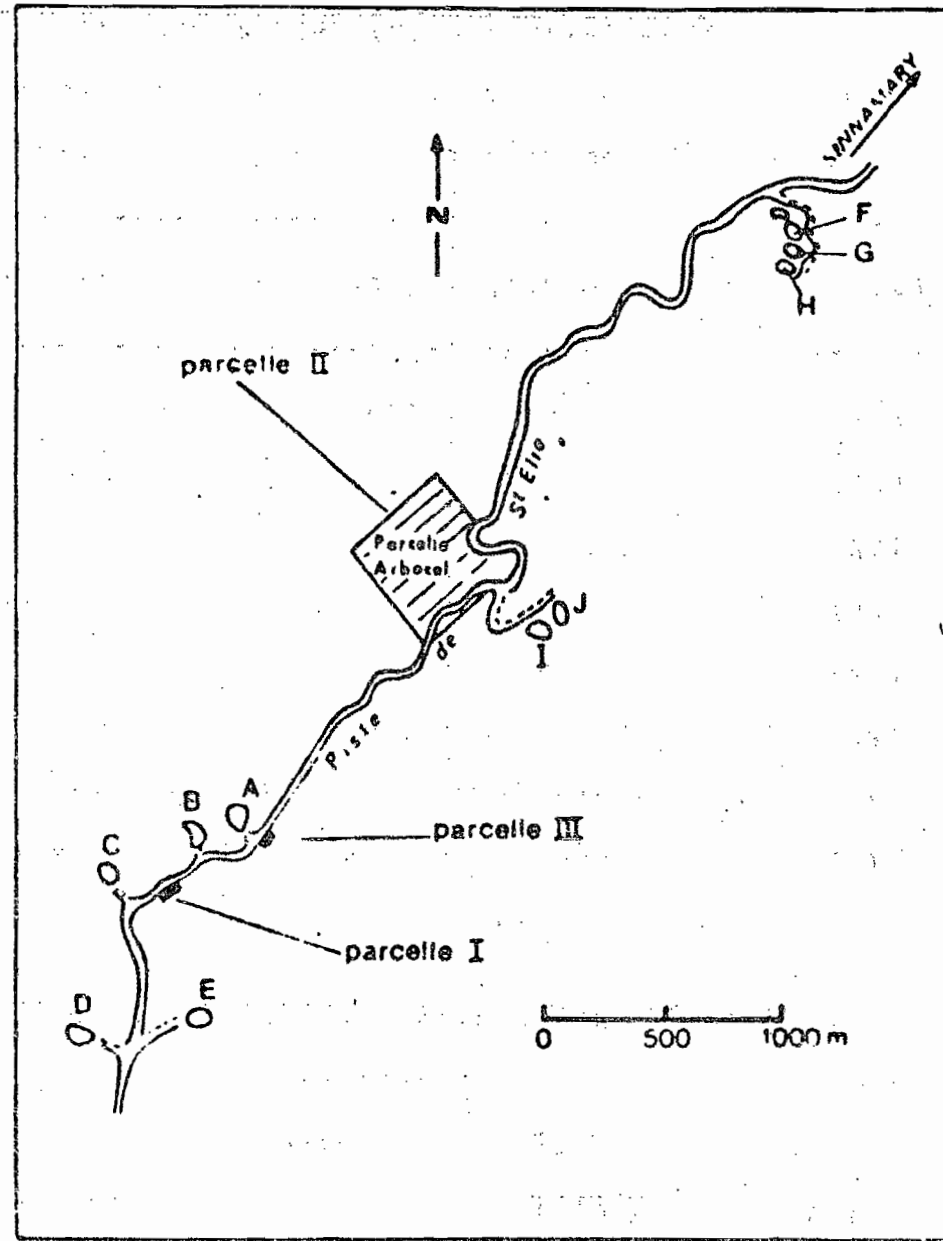 SINNAMARY
N
F
G
H
parcelle II
St Elie
Parcelle
Arbocel
J
I
de
Piste
A
B
C
parcelle III
parcelle I
D
E
0 500 1000 m